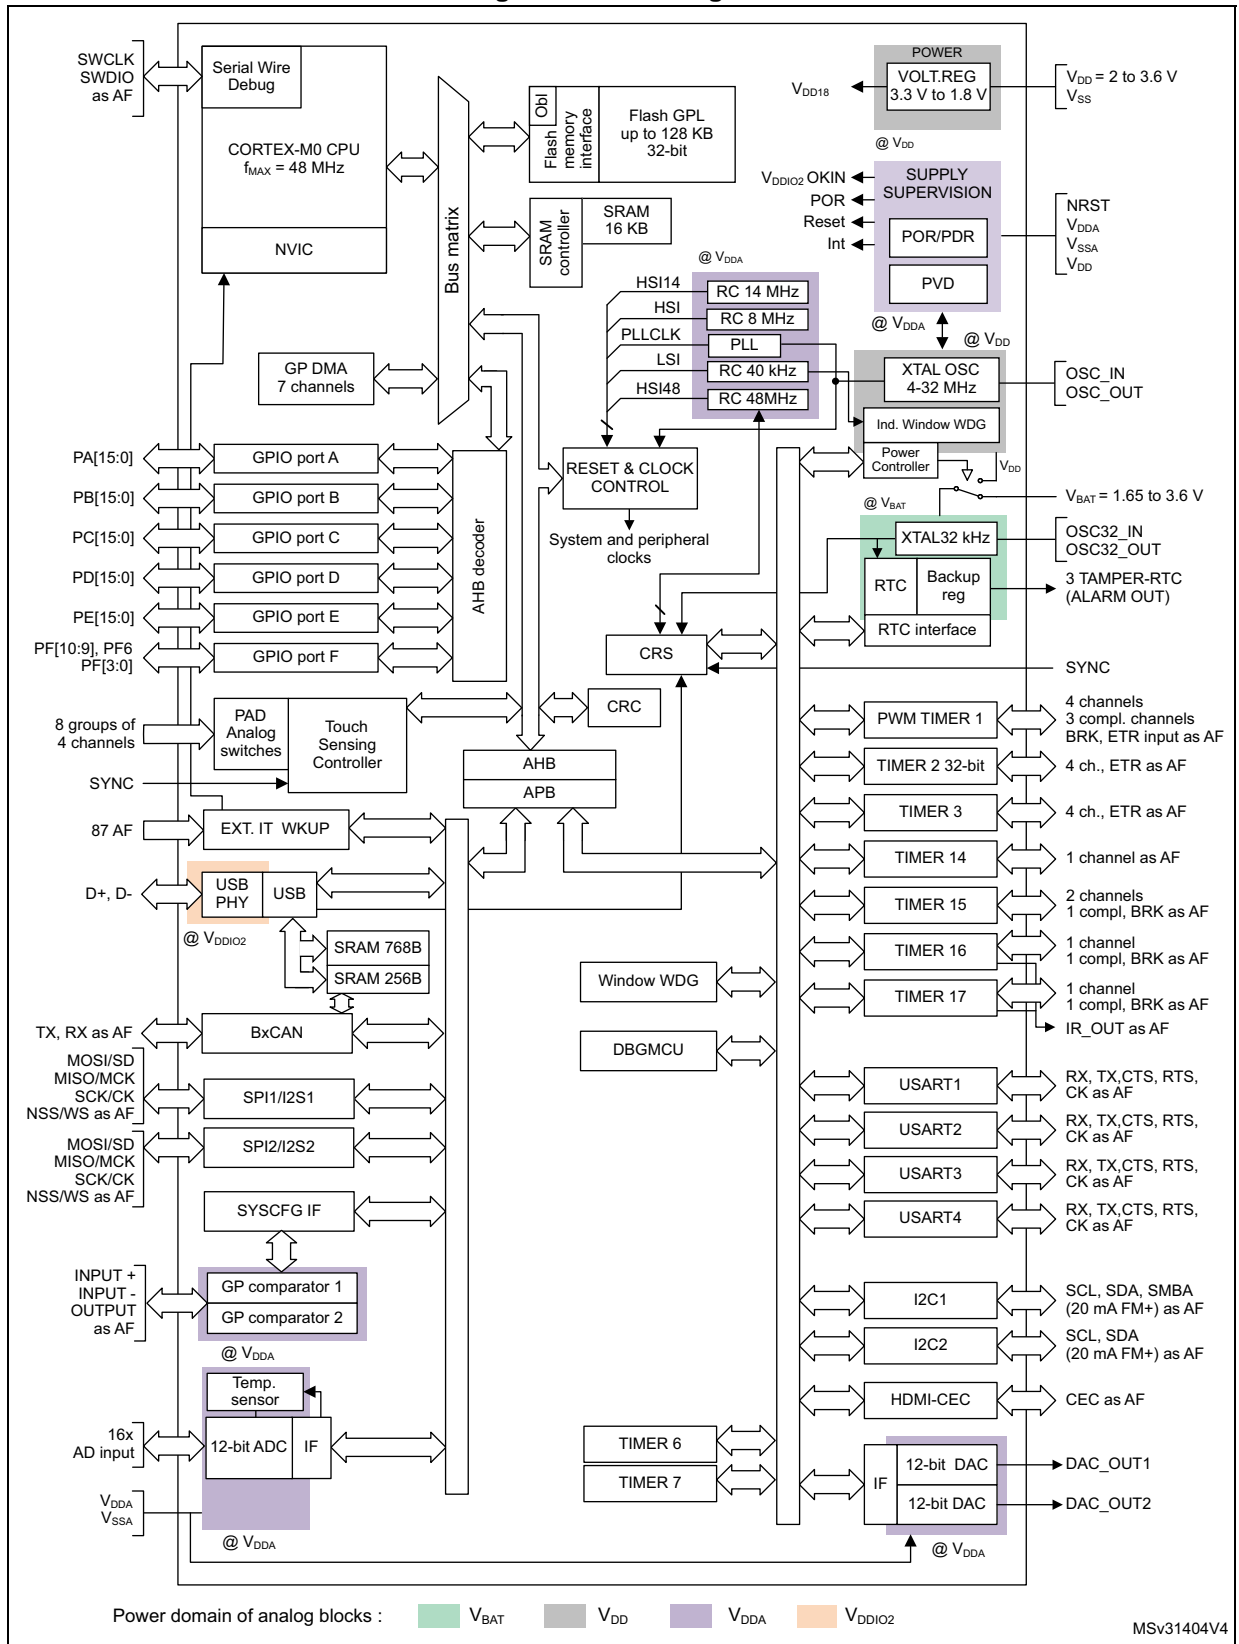 SWCLK
SWDIO
as AF
Serial Wire
Debug
CORTEX-M0 CPU
fMAX = 48 MHz
NVIC
Bus matrix
Obl
Flash
memory
interface
Flash GPL
up to 128 KB
32-bit
SRAM
controller
SRAM
16 KB
POWER
VOLT.REG
3.3 V to 1.8 V
VDD18
VDD = 2 to 3.6 V
VSS
@ VDD
SUPPLY
SUPERVISION
VDDIO2 OKIN
POR
Reset
Int
POR/PDR
PVD
NRST
VDDA
VSSA
VDD
@ VDDA
@ VDDA
@ VDD
HSI14
HSI
PLLCLK
LSI
HSI48
RC 14 MHz
RC 8 MHz
PLL
RC 40 kHz
RC 48MHz
XTAL OSC
4-32 MHz
OSC_IN
OSC_OUT
Ind. Window WDG
Power
Controller
VDD
@ VBAT
VBAT = 1.65 to 3.6 V
GP DMA
7 channels
PA[15:0]
GPIO port A
PB[15:0]
GPIO port B
PC[15:0]
GPIO port C
PD[15:0]
GPIO port D
PE[15:0]
GPIO port E
PF[10:9], PF6
PF[3:0]
GPIO port F
AHB decoder
RESET & CLOCK
CONTROL
System and peripheral
clocks
XTAL32 kHz
OSC32_IN
OSC32_OUT
RTC
Backup
reg
RTC interface
3 TAMPER-RTC
(ALARM OUT)
CRS
SYNC
8 groups of
4 channels
PAD
Analog
switches
Touch
Sensing
Controller
SYNC
CRC
AHB
APB
87 AF
EXT. IT WKUP
D+, D-
USB
PHY
USB
@ VDDIO2
SRAM 768B
SRAM 256B
TX, RX as AF
BxCAN
MOSI/SD
MISO/MCK
SCK/CK
NSS/WS as AF
SPI1/I2S1
MOSI/SD
MISO/MCK
SCK/CK
NSS/WS as AF
SPI2/I2S2
SYSCFG IF
INPUT +
INPUT -
OUTPUT
as AF
GP comparator 1
GP comparator 2
@ VDDA
Temp.
sensor
16x
AD input
12-bit ADC
IF
VDDA
VSSA
@ VDDA
PWM TIMER 1
4 channels
3 compl. channels
BRK, ETR input as AF
TIMER 2 32-bit
4 ch., ETR as AF
TIMER 3
4 ch., ETR as AF
TIMER 14
1 channel as AF
TIMER 15
2 channels
1 compl, BRK as AF
TIMER 16
1 channel
1 compl, BRK as AF
TIMER 17
1 channel
1 compl, BRK as AF
IR_OUT as AF
Window WDG
DBGMCU
USART1
RX, TX,CTS, RTS,
CK as AF
USART2
RX, TX,CTS, RTS,
CK as AF
USART3
RX, TX,CTS, RTS,
CK as AF
USART4
RX, TX,CTS, RTS,
CK as AF
I2C1
SCL, SDA, SMBA
(20 mA FM+) as AF
I2C2
SCL, SDA
(20 mA FM+) as AF
HDMI-CEC
CEC as AF
TIMER 6
TIMER 7
IF
12-bit DAC
12-bit DAC
DAC_OUT1
DAC_OUT2
@ VDDA
Power domain of analog blocks :
VBAT
VDD
VDDA
VDDIO2
MSv31404V4